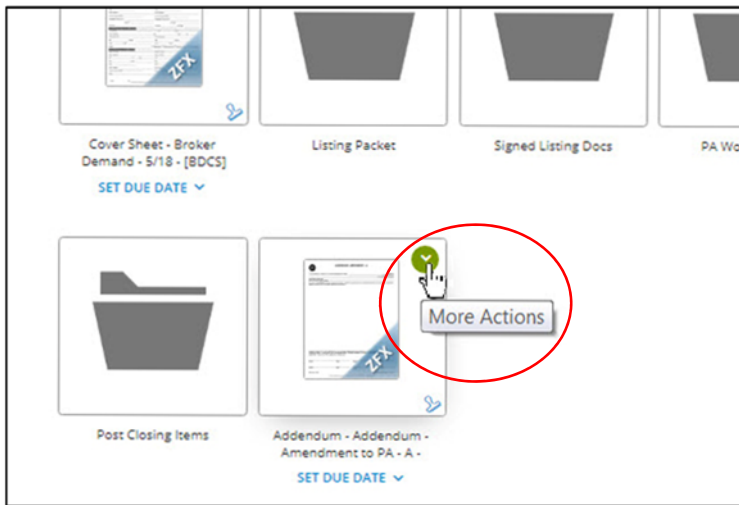 ZFX
Cover Sheet - Broker
Demand - 5/18 - [BDCS]
SET DUE DATE
Listing Packet
Signed Listing Docs
PA Wo
More Actions
ZFX
Post Closing Items
Addendum - Addendum -
Amendment to PA - A -
SET DUE DATE